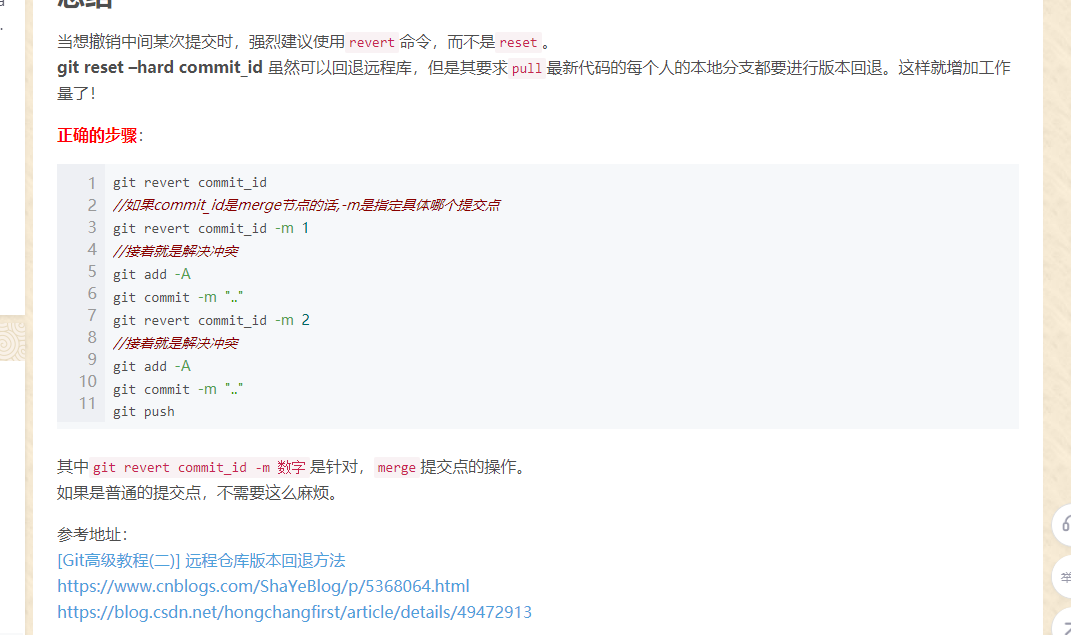 总结
当想撤销中间某次提交时，强烈建议使用 revert 命令，而不是 reset 。
git reset –hard commit_id 虽然可以回退远程库，但是其要求 pull 最新代码的每个人的本地分支都要进行版本回退。这样就增加工作
量了！
正确的步骤：
1 git revert commit_id
2 //如果commit_id是merge节点的话,-m是指定具体哪个提交点
3 git revert commit_id -m 1
4 //接着就是解决冲突
5 git add -A
6 git commit -m ".."
7 git revert commit_id -m 2
8 //接着就是解决冲突
9 git add -A
10 git commit -m ".."
11 git push
其中 git revert commit_id -m 数字 是针对，merge 提交点的操作。
如果是普通的提交点，不需要这么麻烦。
参考地址：
[Git高级教程(二)] 远程仓库版本回退方法
https://www.cnblogs.com/ShaYeBlog/p/5368064.html
https://blog.csdn.net/hongchangfirst/article/details/49472913